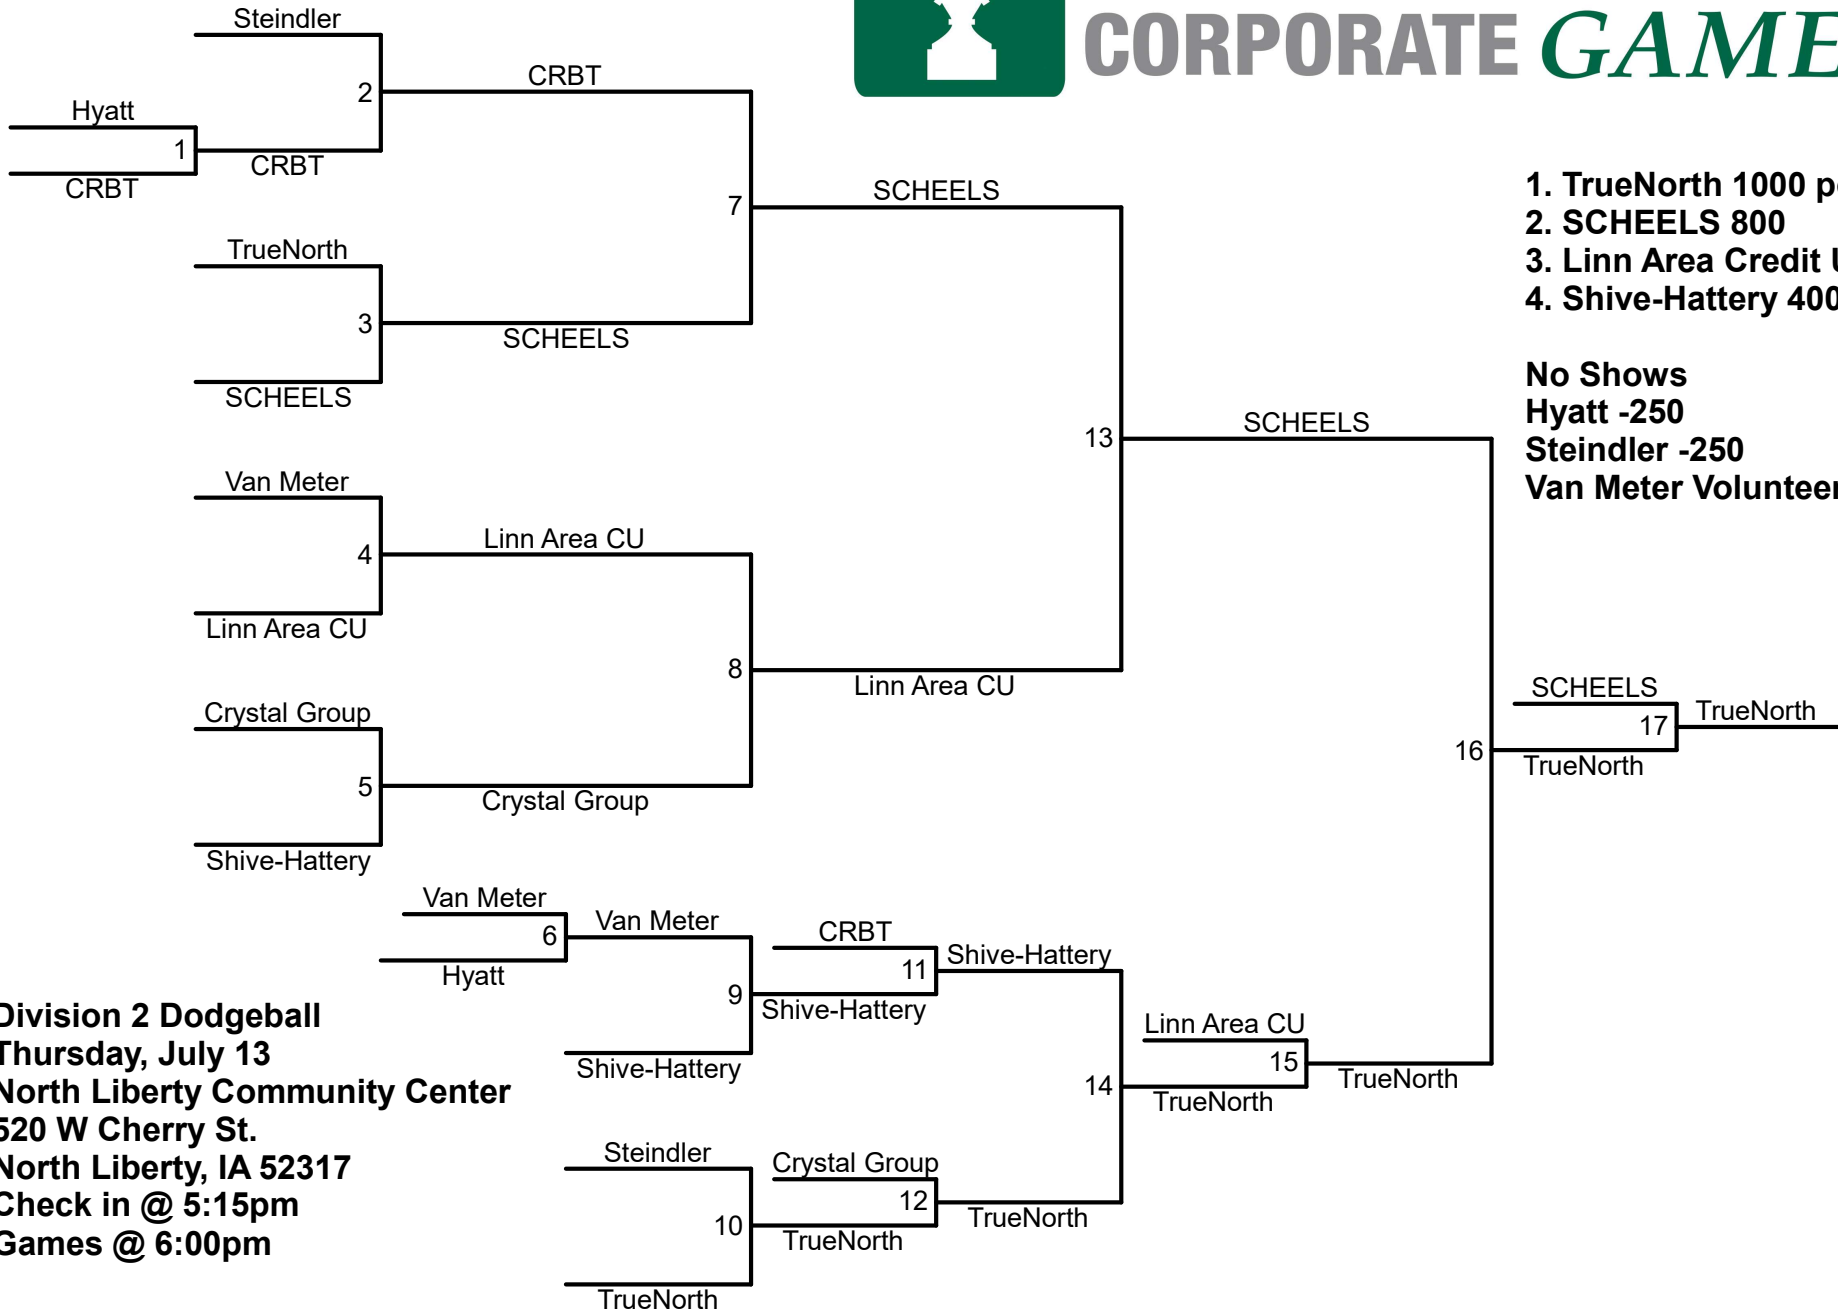 CORPORATE GAME
Steindler
2
CRBT
Hyatt
1
CRBT
CRBT
7
SCHEELS
TrueNorth
3
SCHEELS
SCHEELS
13
SCHEELS
Van Meter
4
Linn Area CU
Linn Area CU
8
Linn Area CU
Crystal Group
5
Crystal Group
Shive-Hattery
16
SCHEELS
17
TrueNorth
TrueNorth
1. TrueNorth 1000
2. SCHEELS 800
3. Linn Area Credit
4. Shive-Hattery 400
No Shows
Hyatt -250
Steindler -250
Van Meter Volunteer
Van Meter
6
Van Meter
Hyatt
9
CRBT
11
Shive-Hattery
Shive-Hattery
Shive-Hattery
14
Linn Area CU
15
TrueNorth
TrueNorth
Steindler
10
Crystal Group
12
TrueNorth
TrueNorth
TrueNorth
Division 2 Dodgeball
Thursday, July 13
North Liberty Community Center
520 W Cherry St.
North Liberty, IA 52317
Check in @ 5:15pm
Games @ 6:00pm